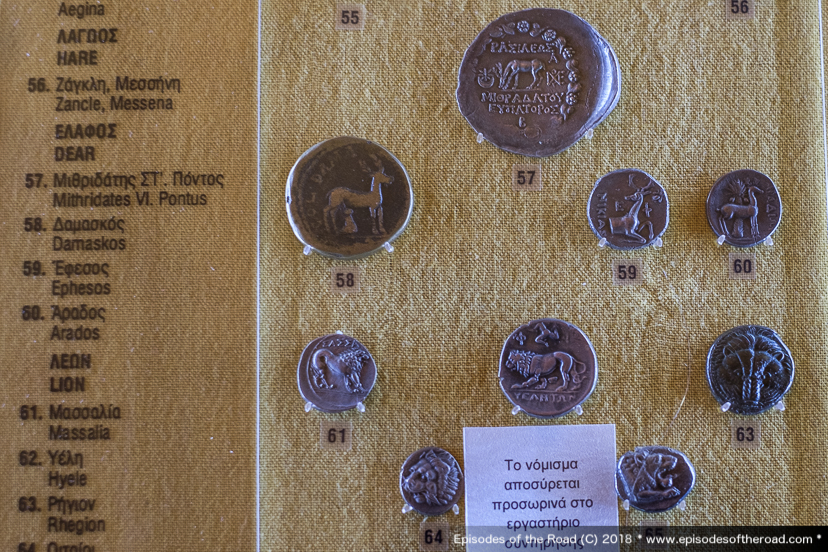 Aegina
ΛΑΓΩΟΣ
HARE
56. Ζάγκλη, Μεσσήνη
Zancle, Messena
ΕΛΑΦΟΣ
DEAR
57. Μιθριδάτης ΣΤ'. Πόντος
Mithridates VI. Pontus
58. Δαμασκός
Damaskos
59. Έφεσος
Ephesos
60. Άραδος
Arados
ΛΕΩΝ
LION
61. Μασσαλία
Massalia
62. Υέλη
Hyele
63. Ρήγιον
Rhegion
64.
55
56
ΒΑΣΙΛΕΩΣ
ΜΙΘΡΑΔΑΤΟΥ
ΕΥΠΑΤΟΡΟΣ
57
58
59
60
61
63
64
65
Το νόμισμα
αποσύρεται
προσωρινά στο
εργαστήριο
συντήρησης
Episodes of the Road (C) 2018 * www.episodesoftheroad.com *